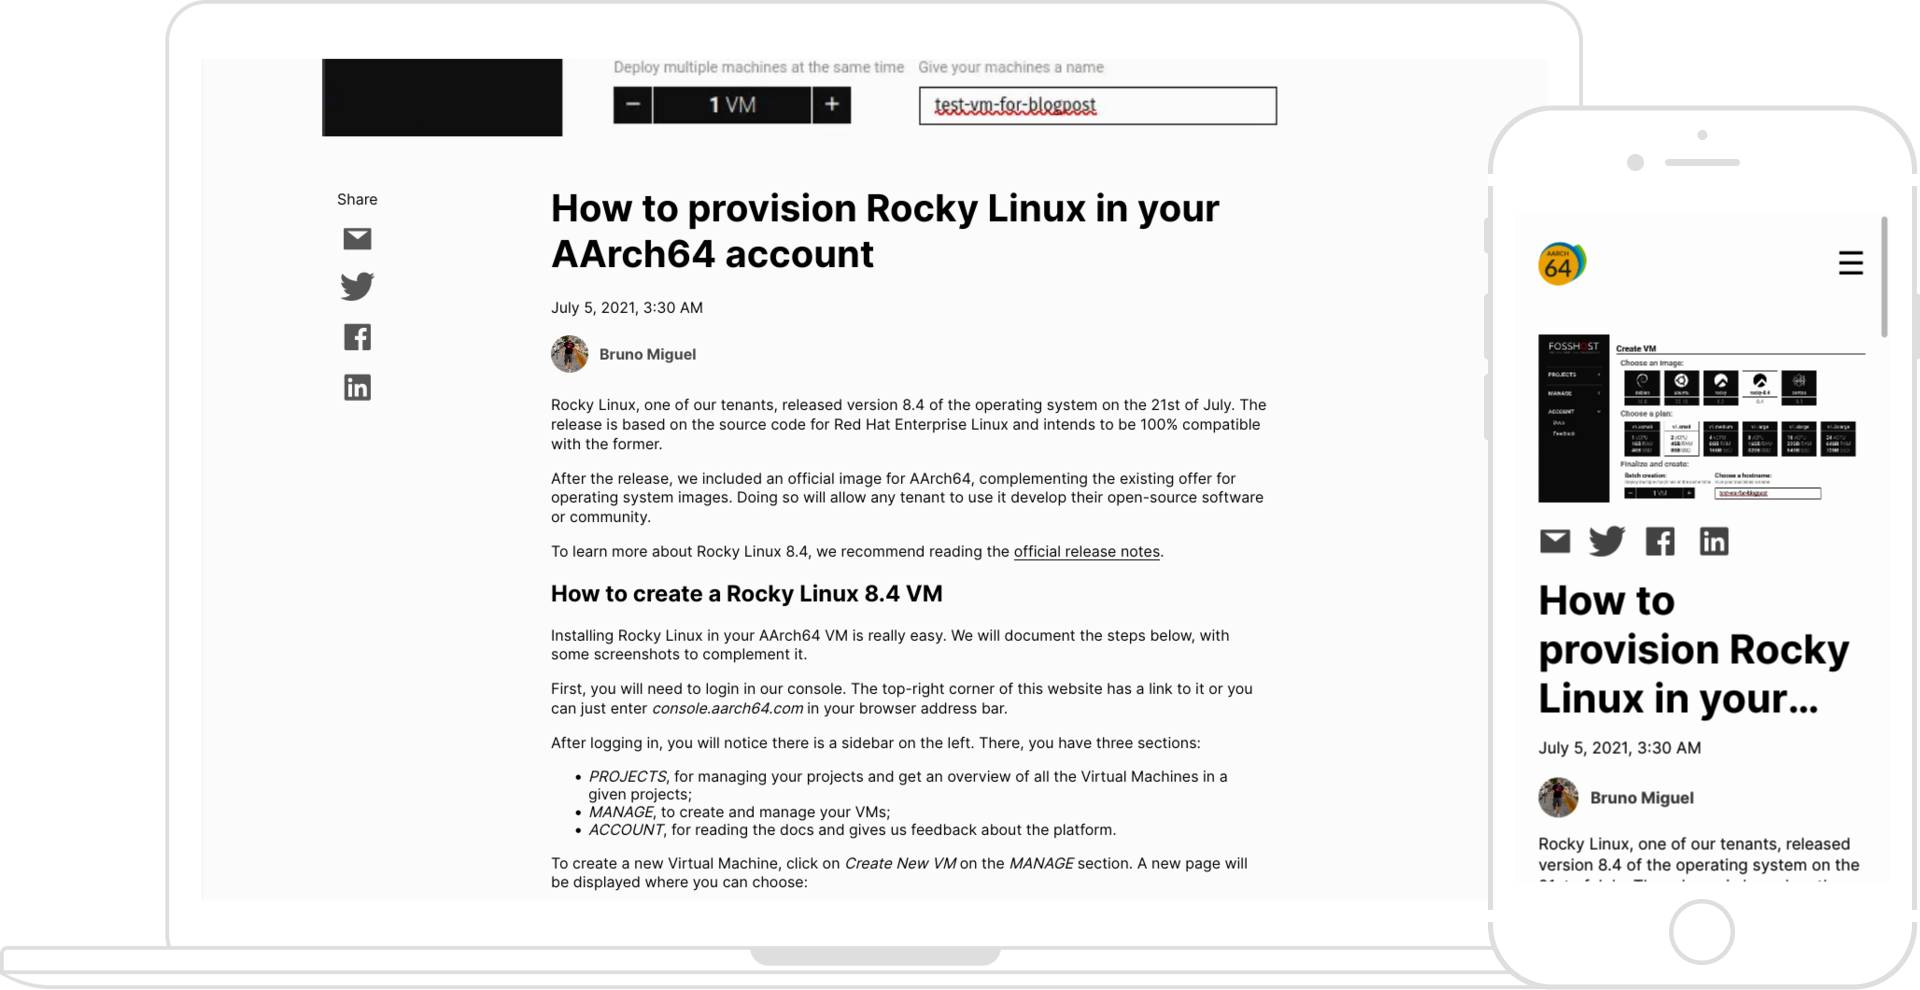 Deploy multiple machines at the same time Give your machines a name
− 1 VM + test-vm-for-blogpost
Share
How to provision Rocky Linux in your
AArch64 account
July 5, 2021, 3:30 AM
Bruno Miguel
Rocky Linux, one of our tenants, released version 8.4 of the operating system on the 21st of July. The
release is based on the source code for Red Hat Enterprise Linux and intends to be 100% compatible
with the former.
After the release, we included an official image for AArch64, complementing the existing offer for
operating system images. Doing so will allow any tenant to use it develop their open-source software
or community.
To learn more about Rocky Linux 8.4, we recommend reading the official release notes.
How to create a Rocky Linux 8.4 VM
Installing Rocky Linux in your AArch64 VM is really easy. We will document the steps below, with
some screenshots to complement it.
First, you will need to login in our console. The top-right corner of this website has a link to it or you
can just enter console.aarch64.com in your browser address bar.
After logging in, you will notice there is a sidebar on the left. There, you have three sections:
• PROJECTS, for managing your projects and get an overview of all the Virtual Machines in a
given projects;
• MANAGE, to create and manage your VMs;
• ACCOUNT, for reading the docs and gives us feedback about the platform.
To create a new Virtual Machine, click on Create New VM on the MANAGE section. A new page will
be displayed where you can choose:
AARCH
64
FOSSHOST
PROJECTS
MANAGE
ACCOUNT
Docs
Feedback
Create VM
Choose an image:
Choose a plan:
Finalize and create:
Batch creation: Choose a hostname:
− 1 VM + test-vm-for-blogpost
How to
provision Rocky
Linux in your...
July 5, 2021, 3:30 AM
Bruno Miguel
Rocky Linux, one of our tenants, released
version 8.4 of the operating system on the